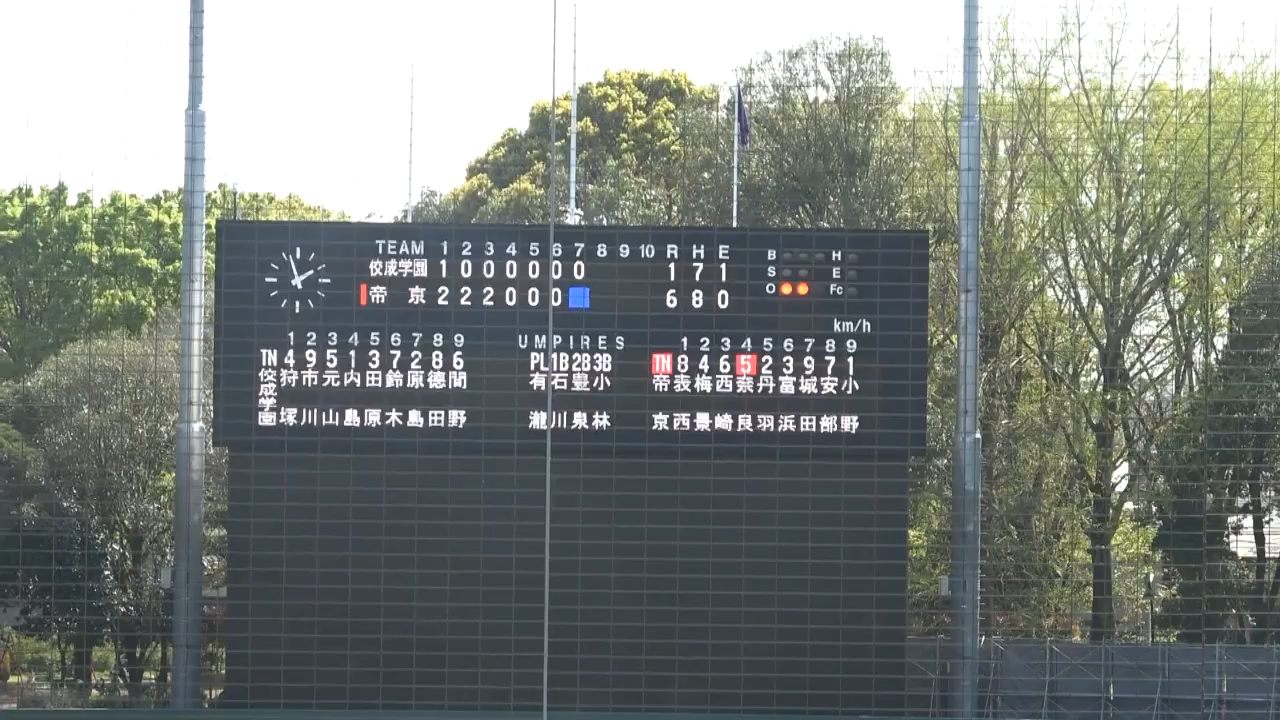 TEAM 1 2 3 4 5 6 7 8 9 10 R H E
佼成学園 1 0 0 0 0 0 0 1 7 1
帝京 2 2 2 0 0 0 6 8 0
B H
S E
O Fc
km/h
1 2 3 4 5 6 7 8 9
TN 4 9 5 1 3 7 2 8 6
佼成学園 狩塚 市川 元山 内島 田原 鈴木 原島 德田 間野
UMPIRES
PL 1B 2B 3B
有瀧 石川 豊泉 小林
1 2 3 4 5 6 7 8 9
TN 8 4 6 5 2 3 9 7 1
帝京 表西 梅景 西崎 奈良 丹羽 富浜 城田 安部 小野